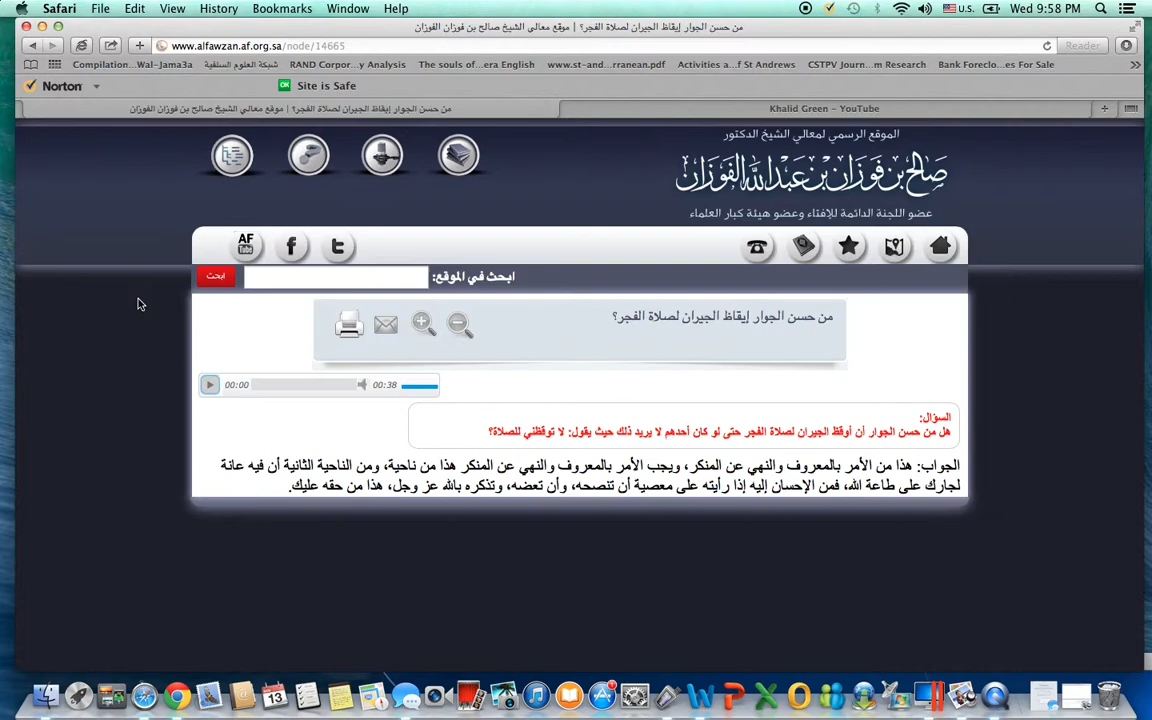 Safari File Edit View History Bookmarks Window Help U.S. Wed 9:58 PM
من حسن الجوار إيقاظ الجيران لصلاة الفجر؟ | موقع معالي الشيخ صالح بن فوزان الفوزان
www.alfawzan.af.org.sa/node/14665 Reader
Compilation...Wal-Jama3a شبكة العلوم السلفية RAND Corpor...y Analysis The souls of...era English www.st-and...rranean.pdf Activities a...f St Andrews CSTPV Journ...m Research Bank Foreclo...es For Sale
Norton OK Site is Safe
من حسن الجوار إيقاظ الجيران لصلاة الفجر؟ | موقع معالي الشيخ صالح بن فوزان الفوزان Khalid Green - YouTube
الموقع الرسمي لمعالي الشيخ الدكتور
صالح بن فوزان بن عبدالله الفوزان
عضو اللجنة الدائمة للإفتاء وعضو هيئة كبار العلماء
AF Tube f t
ابحث في الموقع: ابحث
من حسن الجوار إيقاظ الجيران لصلاة الفجر؟
00:00 00:38
السؤال:
هل من حسن الجوار أن أوقظ الجيران لصلاة الفجر حتى لو كان أحدهم لا يريد ذلك حيث يقول: لا توقظني للصلاة؟
الجواب: هذا من الأمر بالمعروف والنهي عن المنكر، ويجب الأمر بالمعروف والنهي عن المنكر هذا من ناحية، ومن الناحية الثانية أن فيه عانة
لجارك على طاعة الله، فمن الإحسان إليه إذا رأيته على معصية أن تنصحه، وأن تعضه، وتذكره بالله عز وجل، هذا من حقه عليك.
13